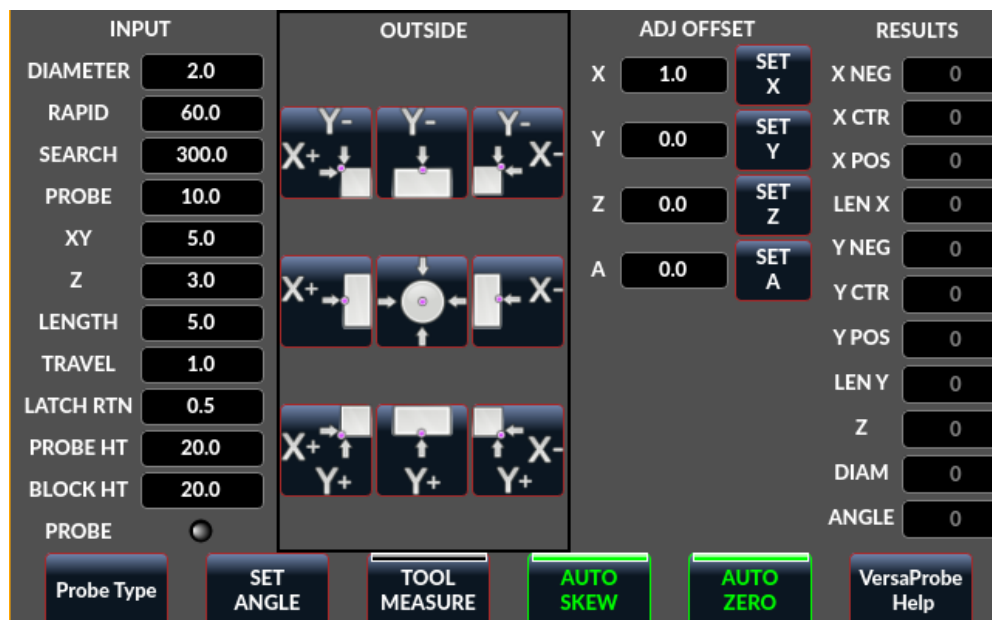 INPUT
DIAMETER 2.0
RAPID 60.0
SEARCH 300.0
PROBE 10.0
XY 5.0
Z 3.0
LENGTH 5.0
TRAVEL 1.0
LATCH RTN 0.5
PROBE HT 20.0
BLOCK HT 20.0
PROBE
OUTSIDE
Y- Y- Y-
X+ X-
X+ X-
X+ X-
Y+ Y+ Y+
ADJ OFFSET
X 1.0 SET X
Y 0.0 SET Y
Z 0.0 SET Z
A 0.0 SET A
RESULTS
X NEG 0
X CTR 0
X POS 0
LEN X 0
Y NEG 0
Y CTR 0
Y POS 0
LEN Y 0
Z 0
DIAM 0
ANGLE 0
Probe Type
SET
ANGLE
TOOL
MEASURE
AUTO
SKEW
AUTO
ZERO
VersaProbe
Help